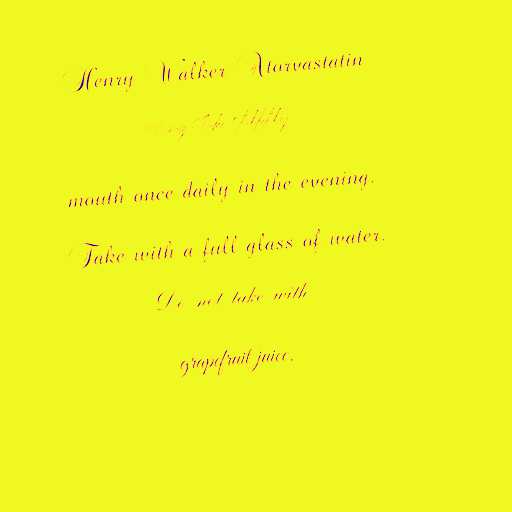 Henry Walker Atorvastatin
Take
mouth once daily in the evening.
Take with a full glass of water.
Do not take with
grapefruit juice.